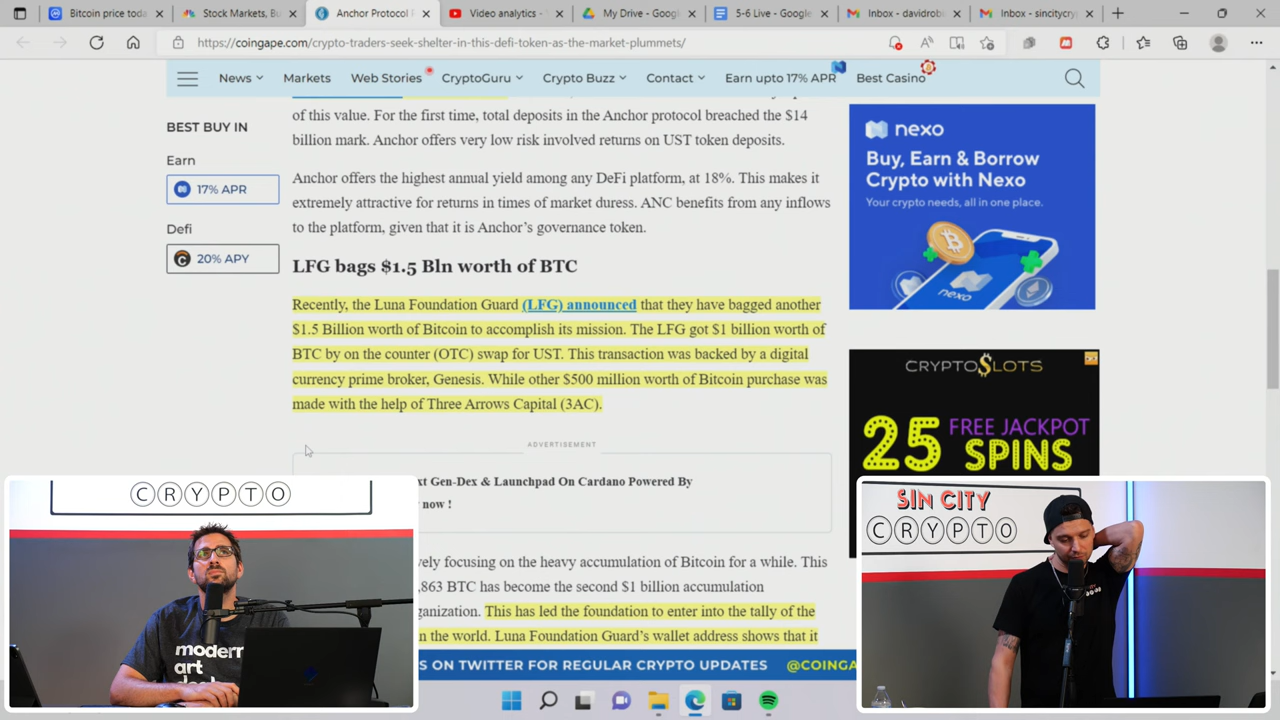 Bitcoin price toda
Stock Markets, Bu
Anchor Protocol P
Video analytics -
My Drive - Googl
5-6 Live - Google
Inbox - davidrobl
Inbox - sincitycry
https://coingape.com/crypto-traders-seek-shelter-in-this-defi-token-as-the-market-plummets/
News
Markets
Web Stories
CryptoGuru
Crypto Buzz
Contact
Earn upto 17% APR
Best Casino
BEST BUY IN
Earn
17% APR
Defi
20% APY
of this value. For the first time, total deposits in the Anchor protocol breached the $14
billion mark. Anchor offers very low risk involved returns on UST token deposits.
Anchor offers the highest annual yield among any DeFi platform, at 18%. This makes it
extremely attractive for returns in times of market duress. ANC benefits from any inflows
to the platform, given that it is Anchor’s governance token.
LFG bags $1.5 Bln worth of BTC
Recently, the Luna Foundation Guard (LFG) announced that they have bagged another
$1.5 Billion worth of Bitcoin to accomplish its mission. The LFG got $1 billion worth of
BTC by on the counter (OTC) swap for UST. This transaction was backed by a digital
currency prime broker, Genesis. While other $500 million worth of Bitcoin purchase was
made with the help of Three Arrows Capital (3AC).
ADVERTISEMENT
xt Gen-Dex & Launchpad On Cardano Powered By
now !
vely focusing on the heavy accumulation of Bitcoin for a while. This
,863 BTC has become the second $1 billion accumulation
ganization. This has led the foundation to enter into the tally of the
n the world. Luna Foundation Guard’s wallet address shows that it
S ON TWITTER FOR REGULAR CRYPTO UPDATES @COINGA
nexo
Buy, Earn & Borrow
Crypto with Nexo
Your crypto needs, all in one place.
nexo
CRYPTO$LOTS
25 FREE JACKPOT
SPINS
CRYPTO
modern
art
SIN CITY
CRYPTO